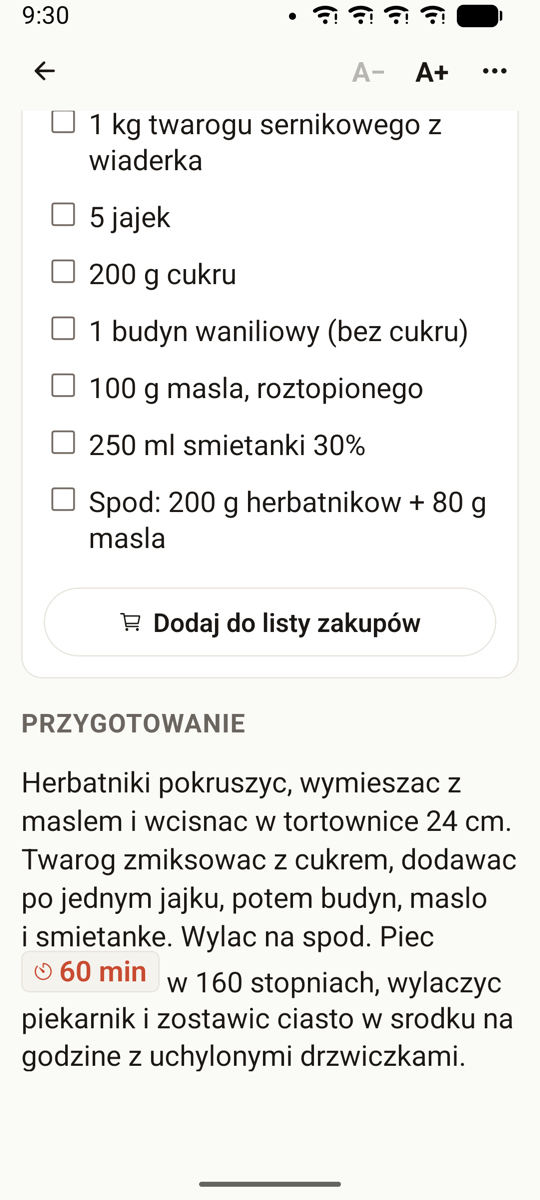 9:30
A− A+
1 kg twarogu sernikowego z
wiaderka
5 jajek
200 g cukru
1 budyn waniliowy (bez cukru)
100 g masla, roztopionego
250 ml smietanki 30%
Spod: 200 g herbatnikow + 80 g
masla
Dodaj do listy zakupów
PRZYGOTOWANIE
Herbatniki pokruszyc, wymieszac z
maslem i wcisnac w tortownice 24 cm.
Twarog zmiksowac z cukrem, dodawac
po jednym jajku, potem budyn, maslo
i smietanke. Wylac na spod. Piec
60 min w 160 stopniach, wylaczyc
piekarnik i zostawic ciasto w srodku na
godzine z uchylonymi drzwiczkami.